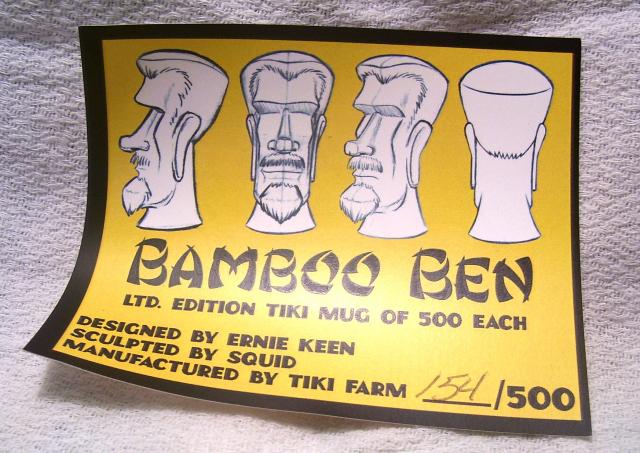 BAMBOO BEN
LTD. EDITION TIKI MUG OF 500 EACH
DESIGNED BY ERNIE KEEN
SCULPTED BY SQUID
MANUFACTURED BY TIKI FARM 154/500